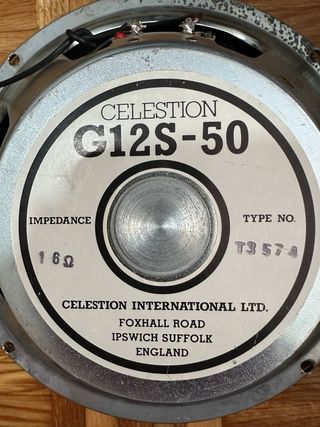 CELESTION
G12S-50
IMPEDANCE
16Ω
TYPE NO.
T3574
CELESTION INTERNATIONAL LTD.
FOXHALL ROAD
IPSWICH SUFFOLK
ENGLAND